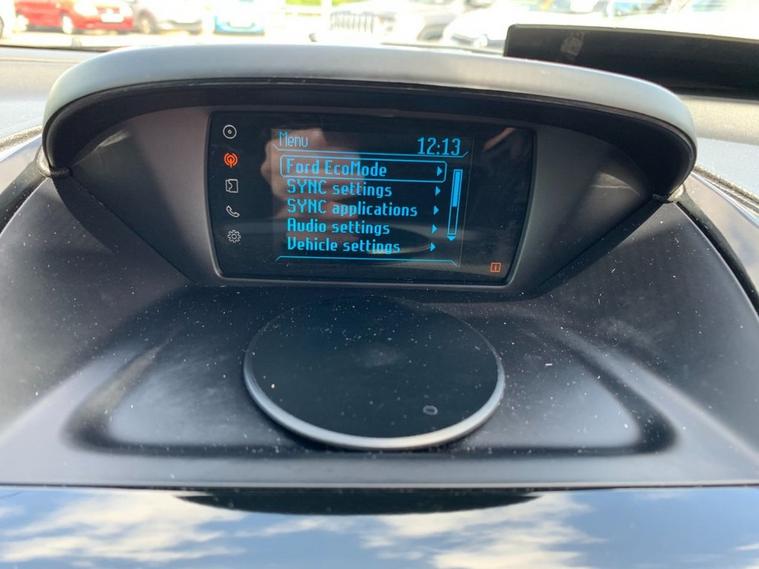 Menu 12:13
Ford EcoMode
SYNC settings
SYNC applications
Audio settings
Vehicle settings